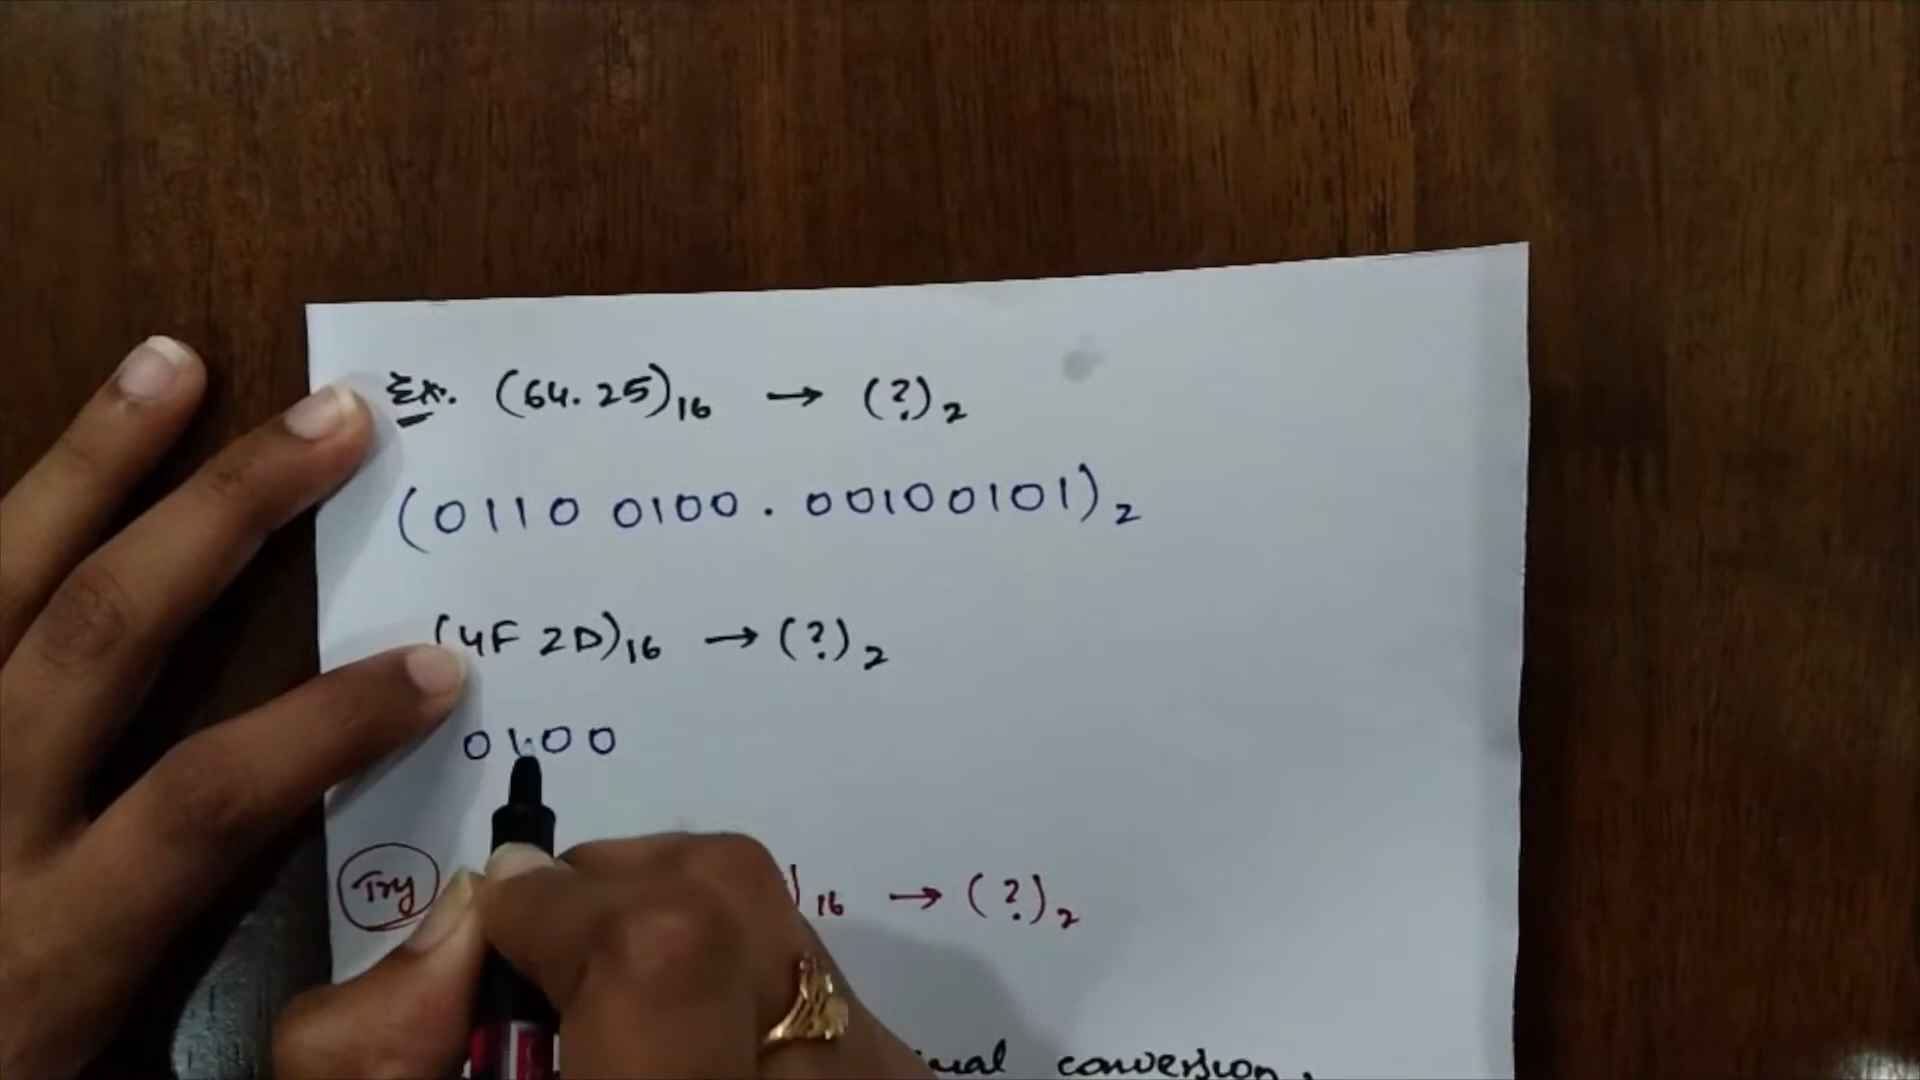 Ex. (64.25)16 → (?)2
(0110 0100 . 00100101)2
(4F 2D)16 → (?)2
0100
Try )16 → (?)2
conversion.